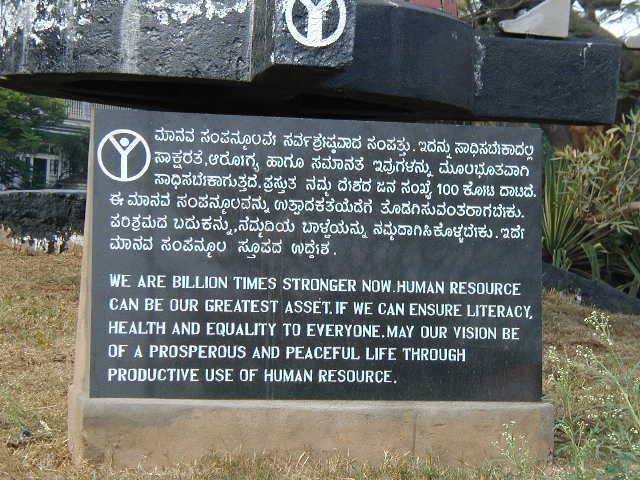 ಮಾನವ ಸಂಪನ್ಮೂಲವೇ ಸರ್ವಶ್ರೇಷ್ಠವಾದ ಸಂಪತ್ತು. ಇದನ್ನು ಸಾಧಿಸಬೇಕಾದಲ್ಲಿ
ಸಾಕ್ಷರತೆ, ಆರೋಗ್ಯ ಹಾಗೂ ಸಮಾನತೆ ಇವುಗಳನ್ನು ಮೂಲಭೂತವಾಗಿ
ಸಾಧಿಸಬೇಕಾಗುತ್ತದೆ. ಪ್ರಸ್ತುತ ನಮ್ಮ ದೇಶದ ಜನ ಸಂಖ್ಯೆ 100 ಕೋಟಿ ದಾಟಿದೆ.
ಈ ಮಾನವ ಸಂಪನ್ಮೂಲವನ್ನು ಉತ್ಪಾದಕತೆಯೆಡೆಗೆ ತೊಡಗಿಸುವಂತರಾಗಬೇಕು.
ಪರಿಶ್ರಮದ ಬದುಕನ್ನು, ನೆಮ್ಮದಿಯ ಬಾಳ್ವೆಯನ್ನು ನಮ್ಮದಾಗಿಸಿಕೊಳ್ಳಬೇಕು. ಇದೇ
ಮಾನವ ಸಂಪನ್ಮೂಲ ಸ್ತೂಪದ ಉದ್ದೇಶ.
WE ARE BILLION TIMES STRONGER NOW. HUMAN RESOURCE
CAN BE OUR GREATEST ASSET. IF WE CAN ENSURE LITERACY,
HEALTH AND EQUALITY TO EVERYONE. MAY OUR VISION BE
OF A PROSPEROUS AND PEACEFUL LIFE THROUGH
PRODUCTIVE USE OF HUMAN RESOURCE.